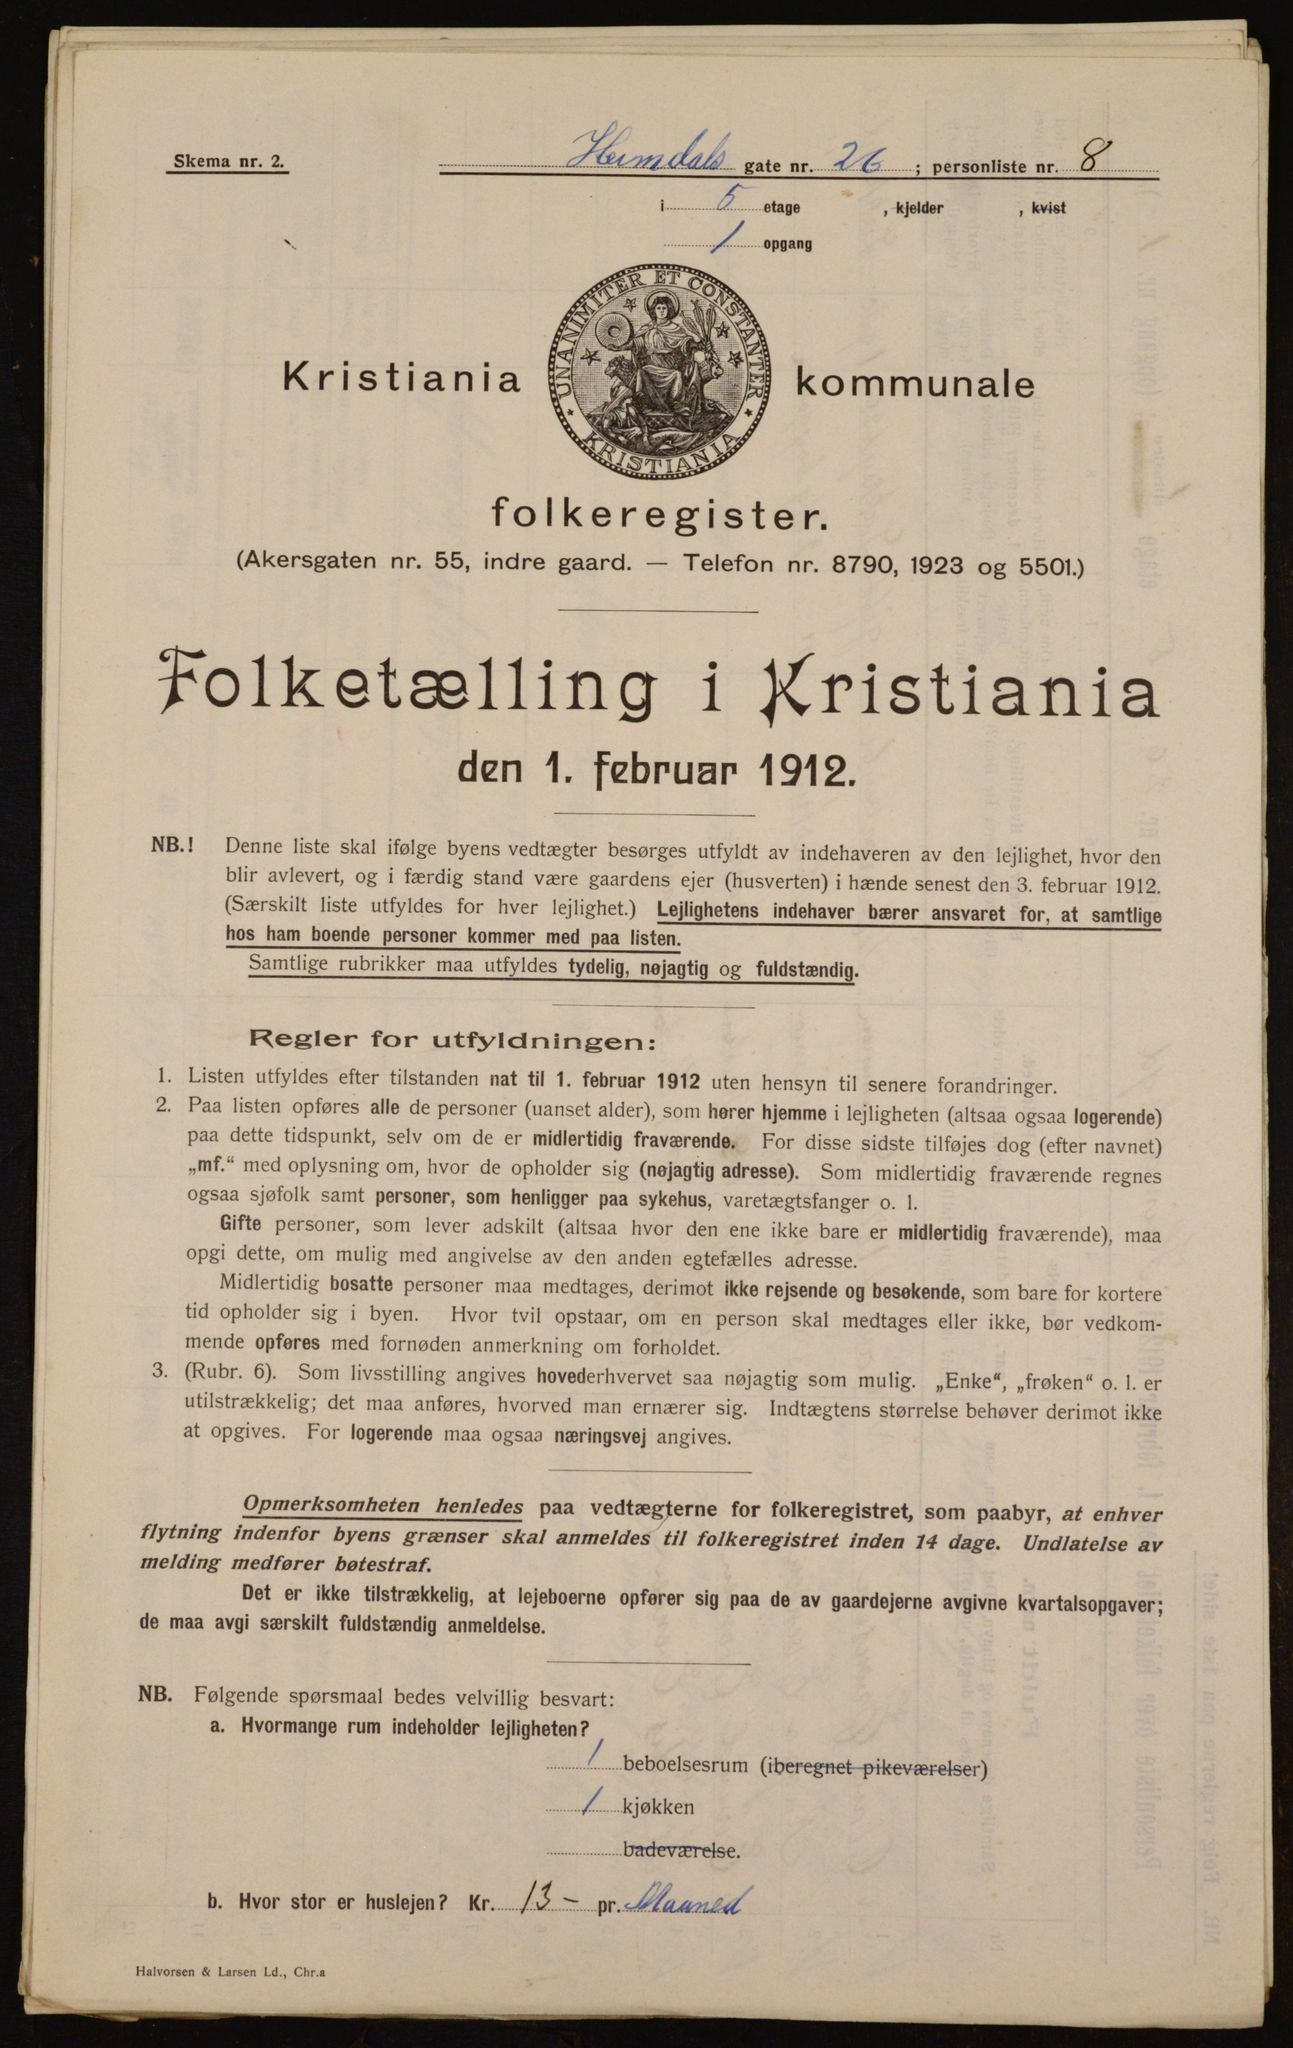 Skema nr. 2.
Heimdals gate nr. 26 ; personliste nr. 8
i 5 etage , kjelder , kvist
1 opgang
UNANIMITER ET CONSTANTER
KRISTIANIA
Kristiania kommunale
folkeregister.
(Akersgaten nr. 55, indre gaard. — Telefon nr. 8790, 1923 og 5501.)
Folketælling i Kristiania
den 1. februar 1912.
NB.! Denne liste skal ifølge byens vedtægter besørges utfyldt av indehaveren av den lejlighet, hvor den
blir avlevert, og i færdig stand være gaardens ejer (husverten) i hænde senest den 3. februar 1912.
(Særskilt liste utfyldes for hver lejlighet.) Lejlighetens indehaver bærer ansvaret for, at samtlige
hos ham boende personer kommer med paa listen.
Samtlige rubrikker maa utfyldes tydelig, nøjagtig og fuldstændig.
Regler for utfyldningen:
1. Listen utfyldes efter tilstanden nat til 1. februar 1912 uten hensyn til senere forandringer.
2. Paa listen opføres alle de personer (uanset alder), som hører hjemme i lejligheten (altsaa ogsaa logerende)
paa dette tidspunkt, selv om de er midlertidig fraværende. For disse sidste tilføjes dog (efter navnet)
„mf.“ med oplysning om, hvor de opholder sig (nøjagtig adresse). Som midlertidig fraværende regnes
ogsaa sjøfolk samt personer, som henligger paa sykehus, varetægtsfanger o. l.
Gifte personer, som lever adskilt (altsaa hvor den ene ikke bare er midlertidig fraværende), maa
opgi dette, om mulig med angivelse av den anden egtefælles adresse.
Midlertidig bosatte personer maa medtages, derimot ikke rejsende og besøkende, som bare for kortere
tid opholder sig i byen. Hvor tvil opstaar, om en person skal medtages eller ikke, bør vedkom-
mende opføres med fornøden anmerkning om forholdet.
3. (Rubr. 6). Som livsstilling angives hovederhvervet saa nøjagtig som mulig. „Enke“, „frøken“ o. l. er
utilstrækkelig; det maa anføres, hvorved man ernærer sig. Indtægtens størrelse behøver derimot ikke
at opgives. For logerende maa ogsaa næringsvej angives.
Opmerksomheten henledes paa vedtægterne for folkeregistret, som paabyr, at enhver
flytning indenfor byens grænser skal anmeldes til folkeregistret inden 14 dage. Undlatelse av
melding medfører bøtestraf.
Det er ikke tilstrækkelig, at lejeboerne opfører sig paa de av gaardejerne avgivne kvartalsopgaver;
de maa avgi særskilt fuldstændig anmeldelse.
NB. Følgende spørsmaal bedes velvillig besvart:
a. Hvormange rum indeholder lejligheten?
1 beboelsesrum (iberegnet pikeværelser)
1 kjøkken
badeværelse.
b. Hvor stor er huslejen? Kr. 13 - pr. Maaned
Halvorsen & Larsen Ld., Chr.a